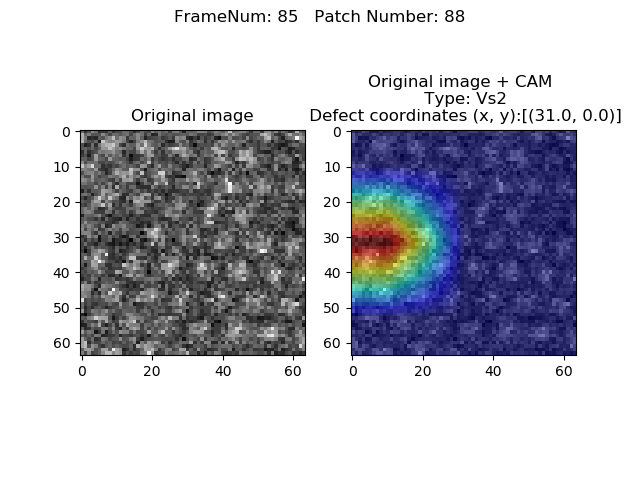 FrameNum: 85   Patch Number: 88
Original image
Original image + CAM
Type: Vs2
Defect coordinates (x, y):[(31.0, 0.0)]
0
10
20
30
40
50
60
0 20 40 60
0
10
20
30
40
50
60
0 20 40 60